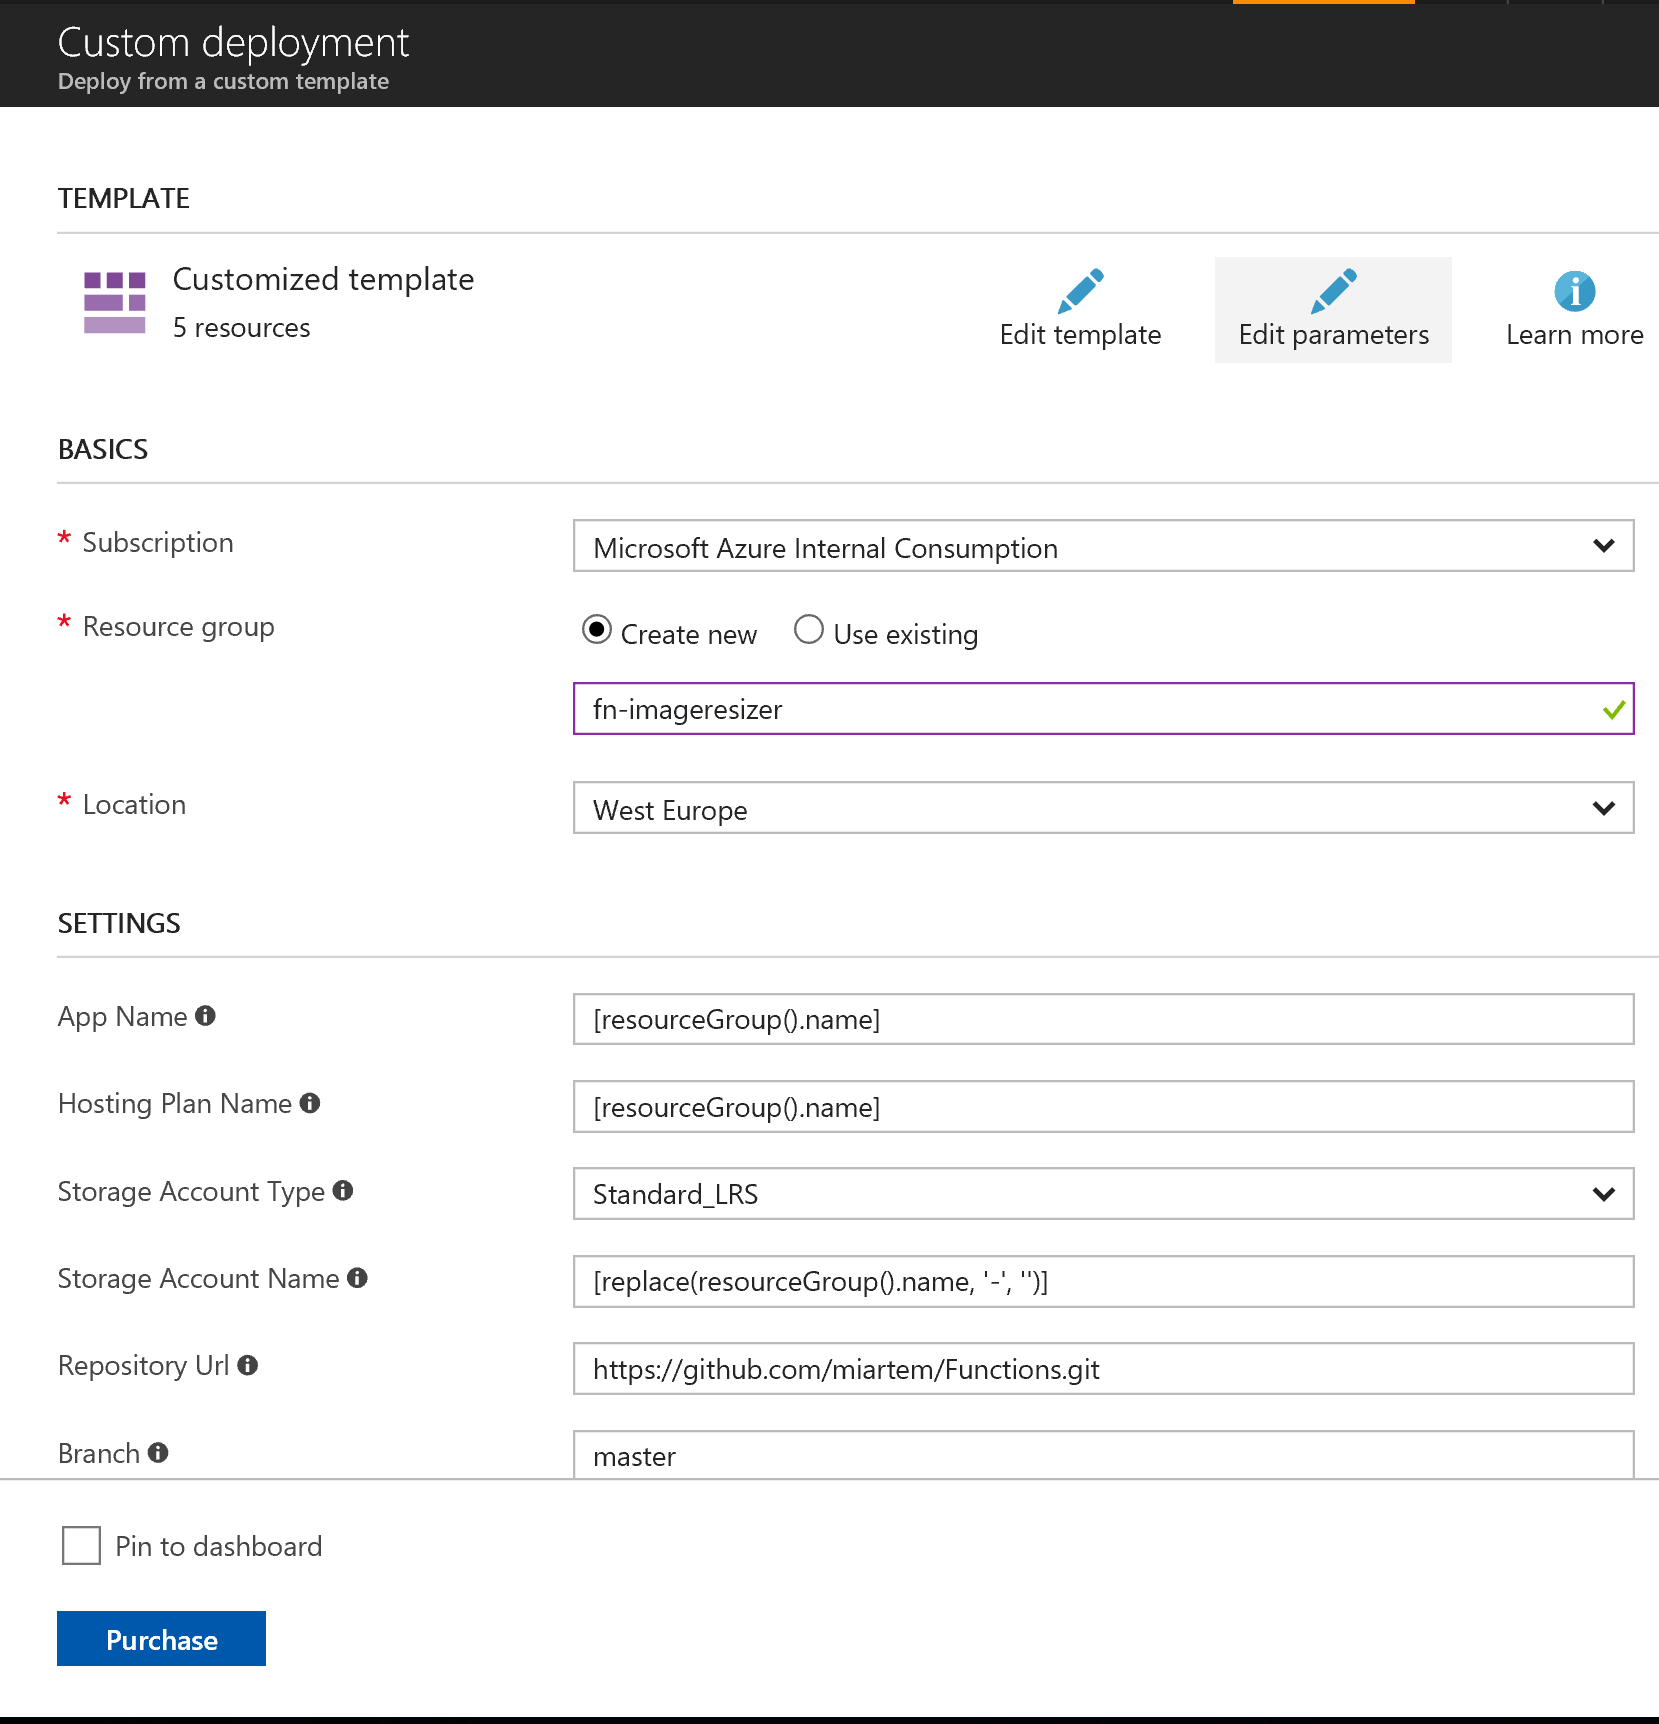 Custom deployment
Deploy from a custom template
TEMPLATE
Customized template
5 resources
Edit template
Edit parameters
Learn more
BASICS
* Subscription
Microsoft Azure Internal Consumption
* Resource group
Create new
Use existing
fn-imageresizer
* Location
West Europe
SETTINGS
App Name
[resourceGroup().name]
Hosting Plan Name
[resourceGroup().name]
Storage Account Type
Standard_LRS
Storage Account Name
[replace(resourceGroup().name, '-', '')]
Repository Url
https://github.com/miartem/Functions.git
Branch
master
Pin to dashboard
Purchase